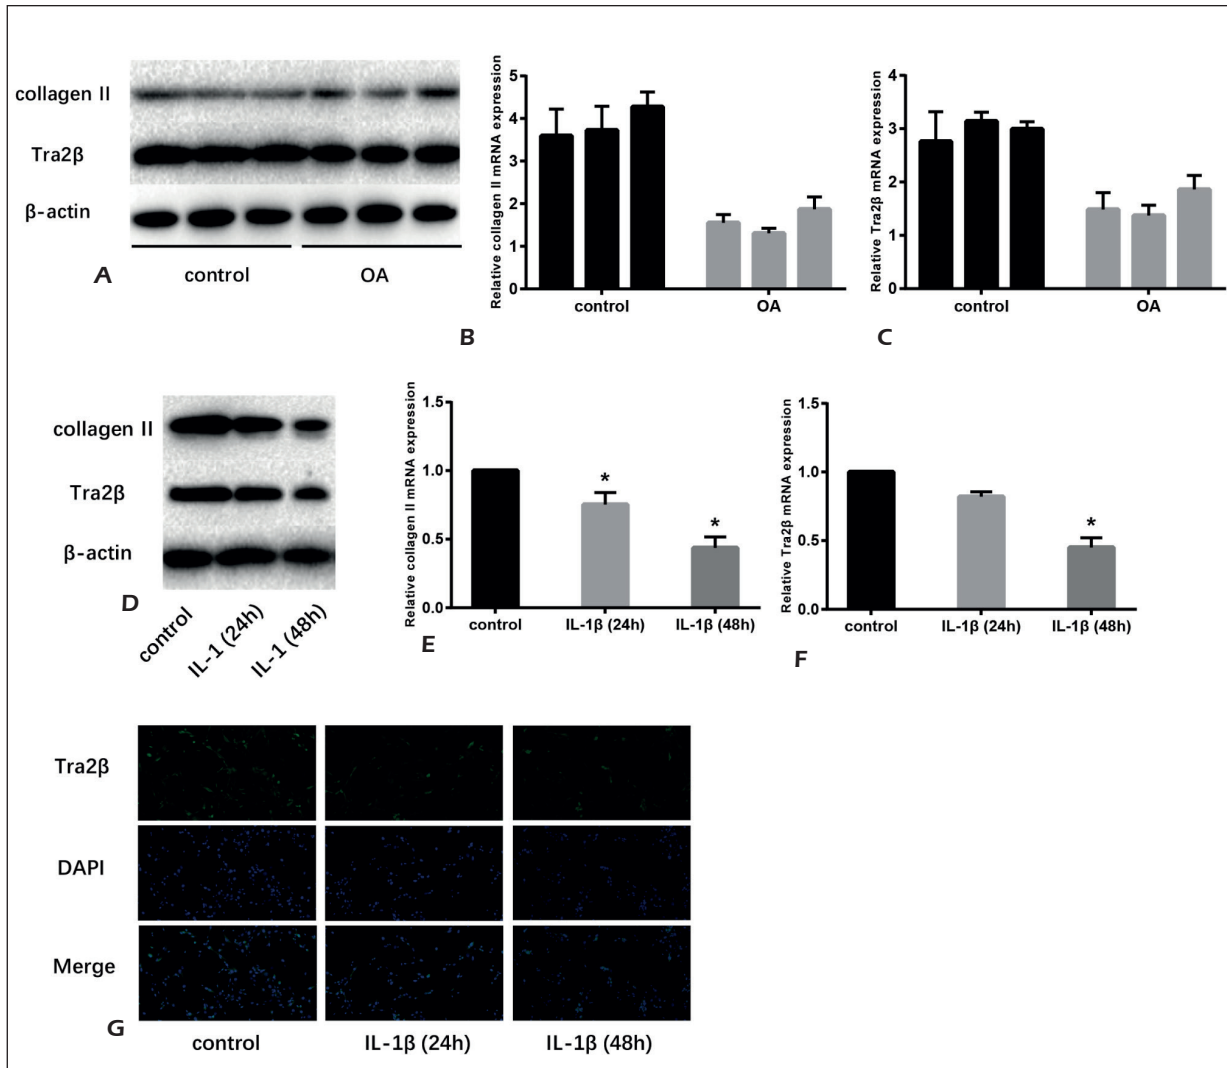 collagen II
Tra2β
β-actin
control
OA
A
Relative collagen II mRNA expression
5
4
3
2
1
0
control
OA
B
Relative Tra2β mRNA expression
4
3
2
1
0
control
OA
C
collagen II
Tra2β
β-actin
D
control
IL-1 (24h)
IL-1 (48h)
Relative collagen II mRNA expression
1.5
1.0
0.5
0.0
*
*
control
IL-1β (24h)
IL-1β (48h)
E
Relative Tra2β mRNA expression
1.5
1.0
0.5
0.0
*
control
IL-1β (24h)
IL-1β (48h)
F
Tra2β
DAPI
Merge
G
control
IL-1β (24h)
IL-1β (48h)